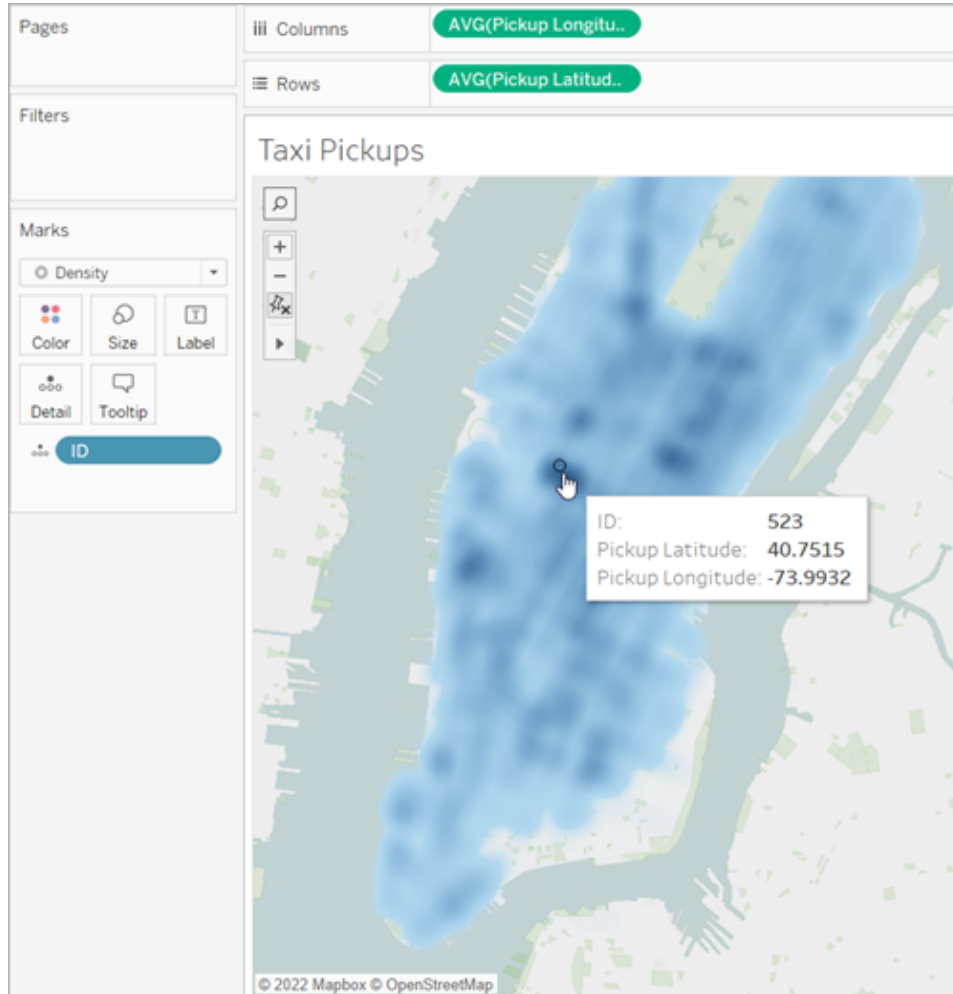 Pages
Filters
Marks
Density
Color Size Label
Detail Tooltip
ID
iii Columns AVG(Pickup Longitu..
Rows AVG(Pickup Latitud..
Taxi Pickups
ID: 523
Pickup Latitude: 40.7515
Pickup Longitude: -73.9932
© 2022 Mapbox © OpenStreetMap